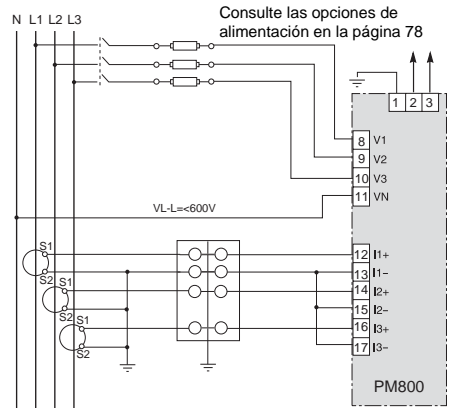 Consulte las opciones de
alimentación en la página 78
N L1 L2 L3
1 2 3
8 V1
9 V2
10 V3
11 VN
VL-L=<600V
S1
S2
S1
S2
S1
S2
12 I1+
13 I1–
14 I2+
15 I2–
16 I3+
17 I3–
PM800